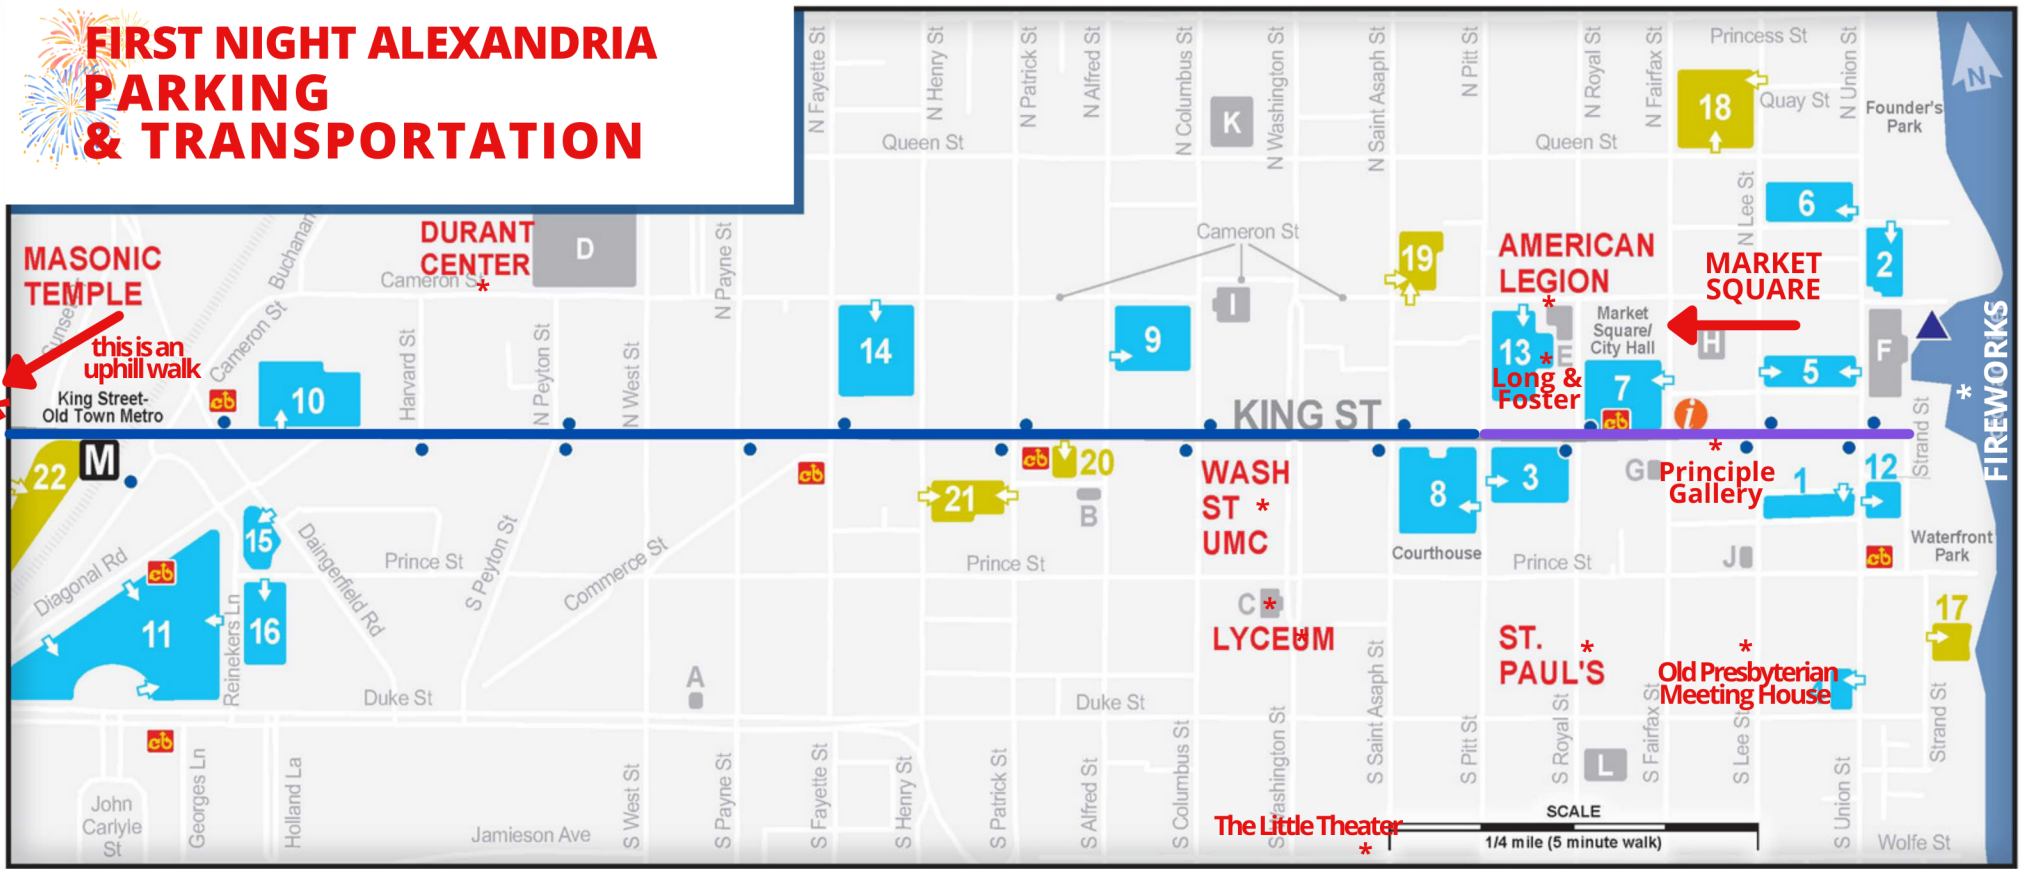 FIRST NIGHT ALEXANDRIA
PARKING
& TRANSPORTATION
N Fayette St
N Henry St
N Patrick St
N Alfred St
N Columbus St
N Washington St
N Saint Asaph St
N Pitt St
N Royal St
N Fairfax St
N Union St
Princess St
Quay St
Founder's
Park
N
K
18
Queen St
Queen St
N Lee St
6
2
MASONIC
TEMPLE
this is an
uphill walk
King Street-
Old Town Metro
Buchanan
Cameron St
DURANT
CENTER
Cameron St
D
N Payne St
Cameron St
19
AMERICAN
LEGION
MARKET
SQUARE
Market
Square/
City Hall
I
H
F
E
13
Long &
Foster
7
5
14
9
10
Harvard St
N Peyton St
N West St
KING ST
i
FIREWORKS
Strand St
cb
cb
cb
cb
cb
cb
cb
M
22
20
21
B
WASH
ST
UMC
8
Courthouse
3
G
Principle
Gallery
1
12
Waterfront
Park
15
Diagonal Rd
11
Reinekers Ln
16
Daingerfield Rd
Prince St
S Peyton St
Commerce St
Prince St
Prince St
J
C
LYCEUM
ST.
PAUL'S
Old Presbyterian
Meeting House
4
17
A
Duke St
Duke St
L
John
Carlyle
St
Georges Ln
Holland La
Jamieson Ave
S West St
S Payne St
S Fayette St
S Henry St
S Patrick St
S Alfred St
S Columbus St
S Washington St
S Saint Asaph St
S Pitt St
S Royal St
S Fairfax St
S Lee St
S Union St
Strand St
Wolfe St
The Little Theater
SCALE
1/4 mile (5 minute walk)